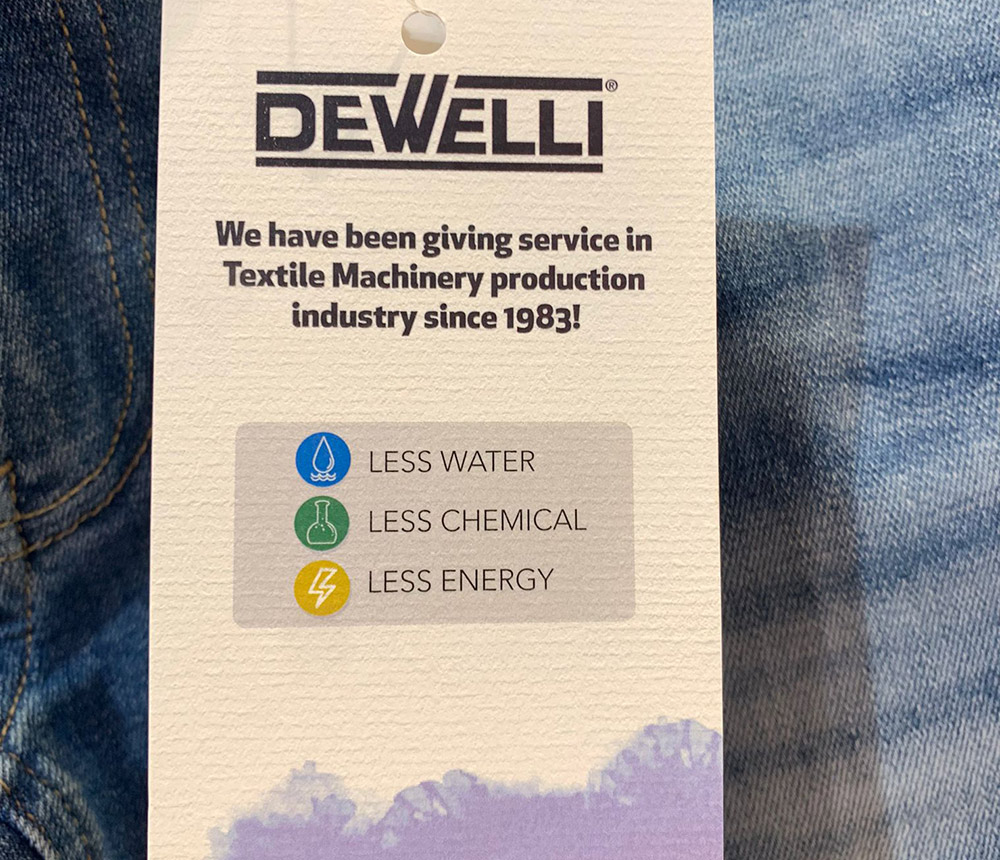 DEWELLI®
We have been giving service in
Textile Machinery production
industry since 1983!
LESS WATER
LESS CHEMICAL
LESS ENERGY